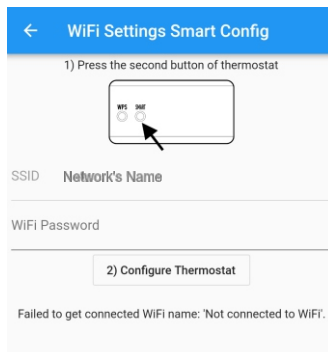 WiFi Settings Smart Config
1) Press the second button of thermostat
WPS SMAT
SSID Network's Name
WiFi Password
2) Configure Thermostat
Failed to get connected WiFi name: 'Not connected to WiFi'.